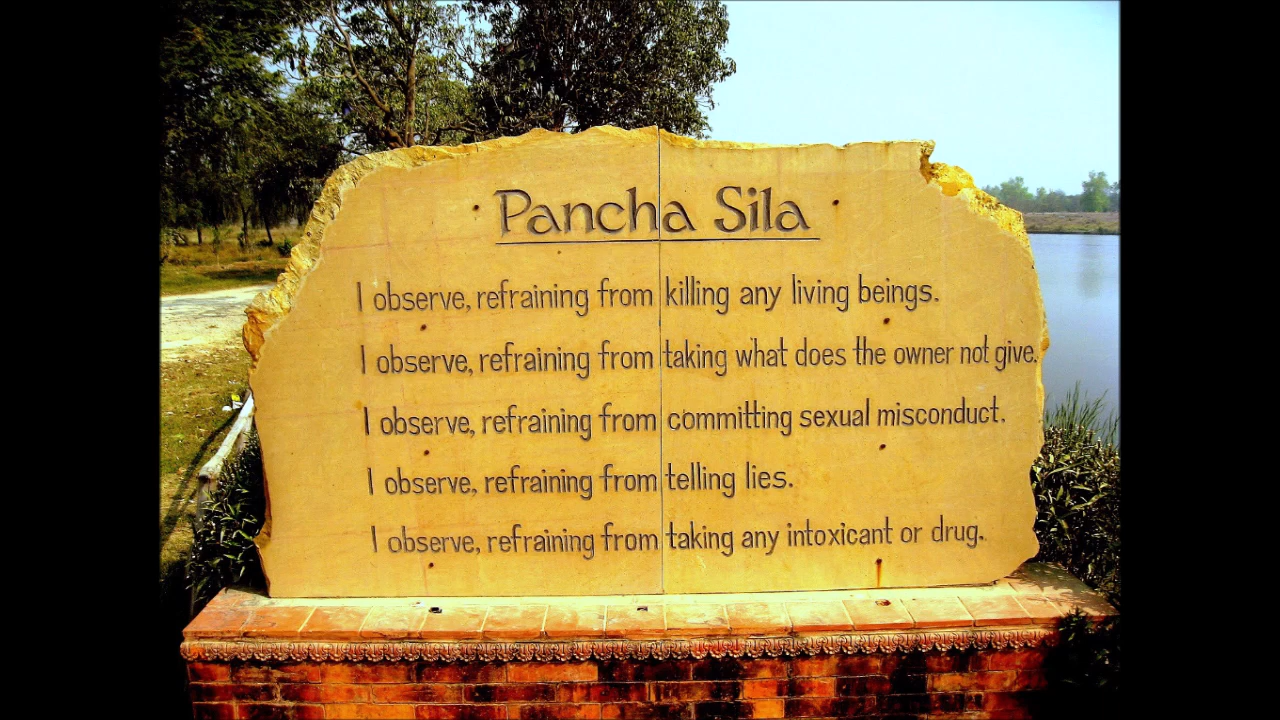 Pancha Sila
I observe, refraining from killing any living beings.
I observe, refraining from taking what does the owner not give.
I observe, refraining from committing sexual misconduct.
I observe, refraining from telling lies.
I observe, refraining from taking any intoxicant or drug.